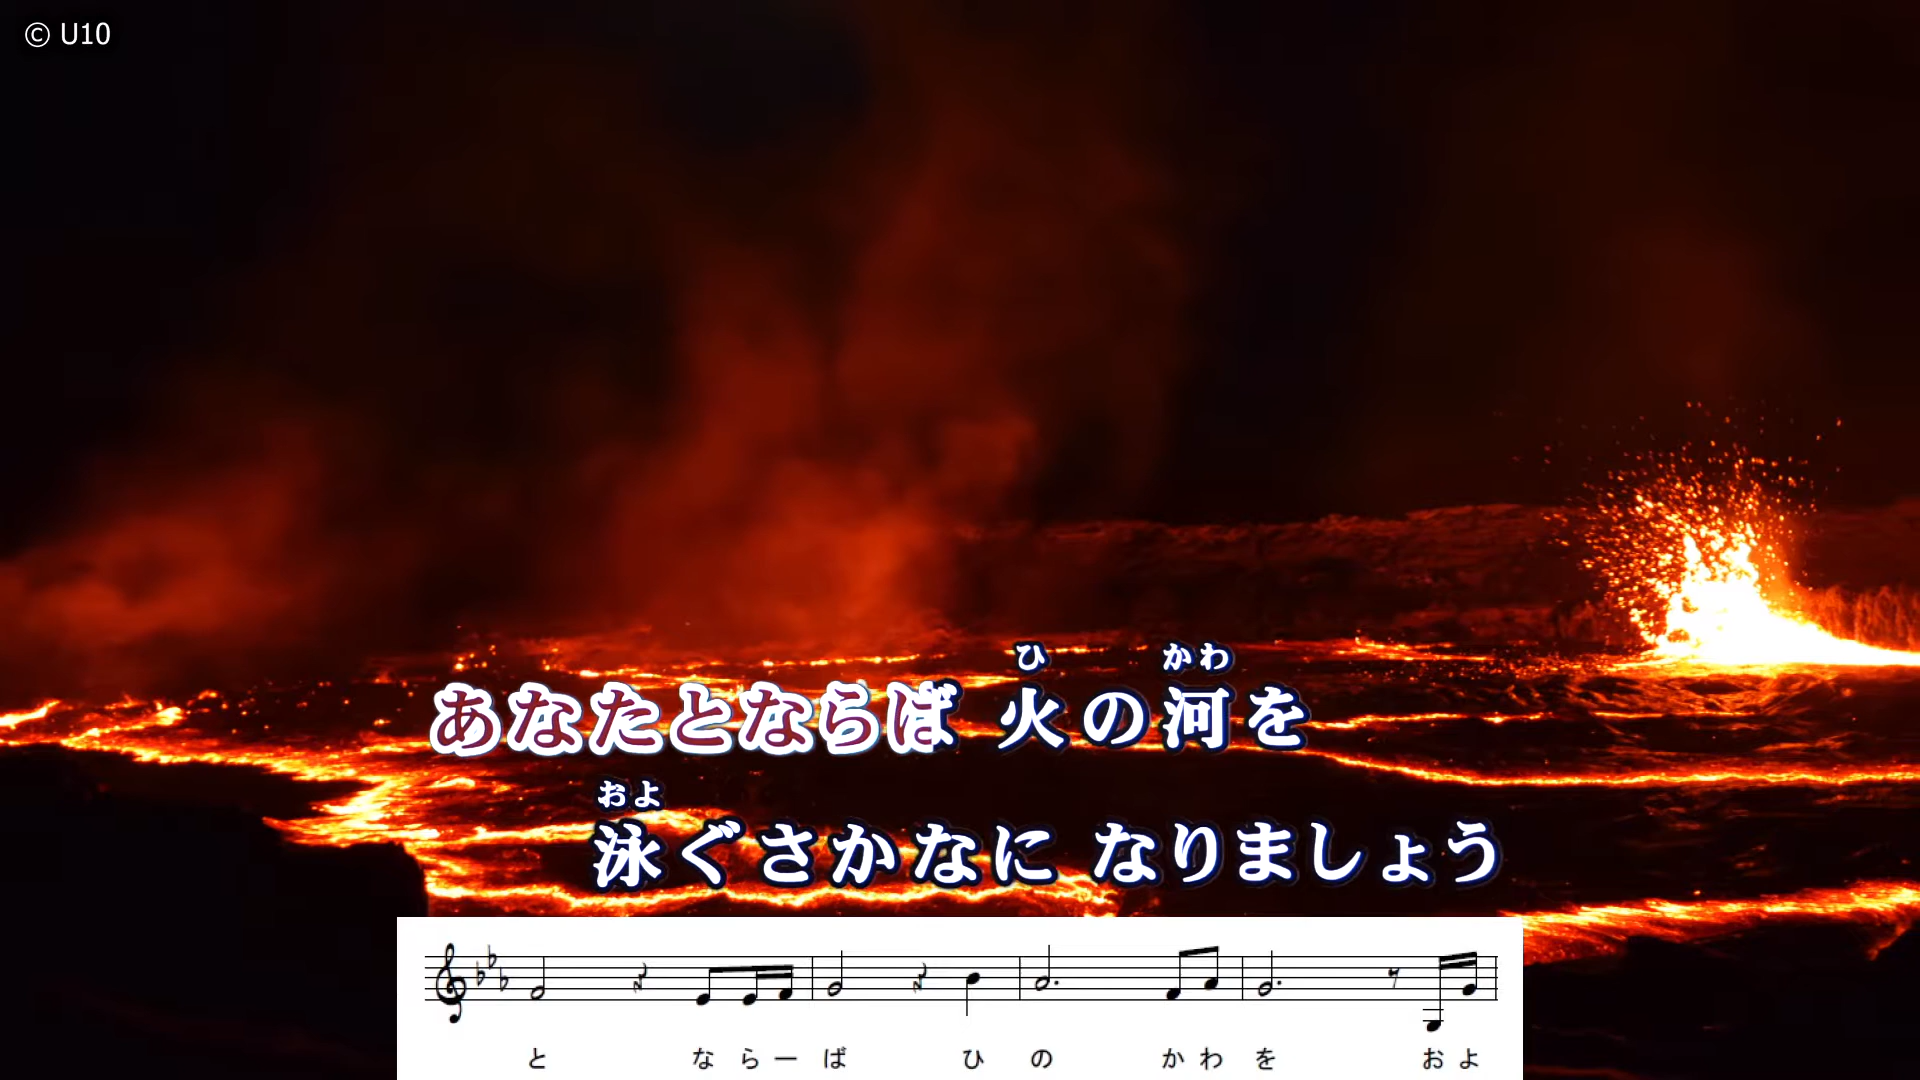 © U10
ひ かわ
あなたとならば 火の河を
およ
泳ぐさかなに なりましょう
と ならーば ひの かわを およ